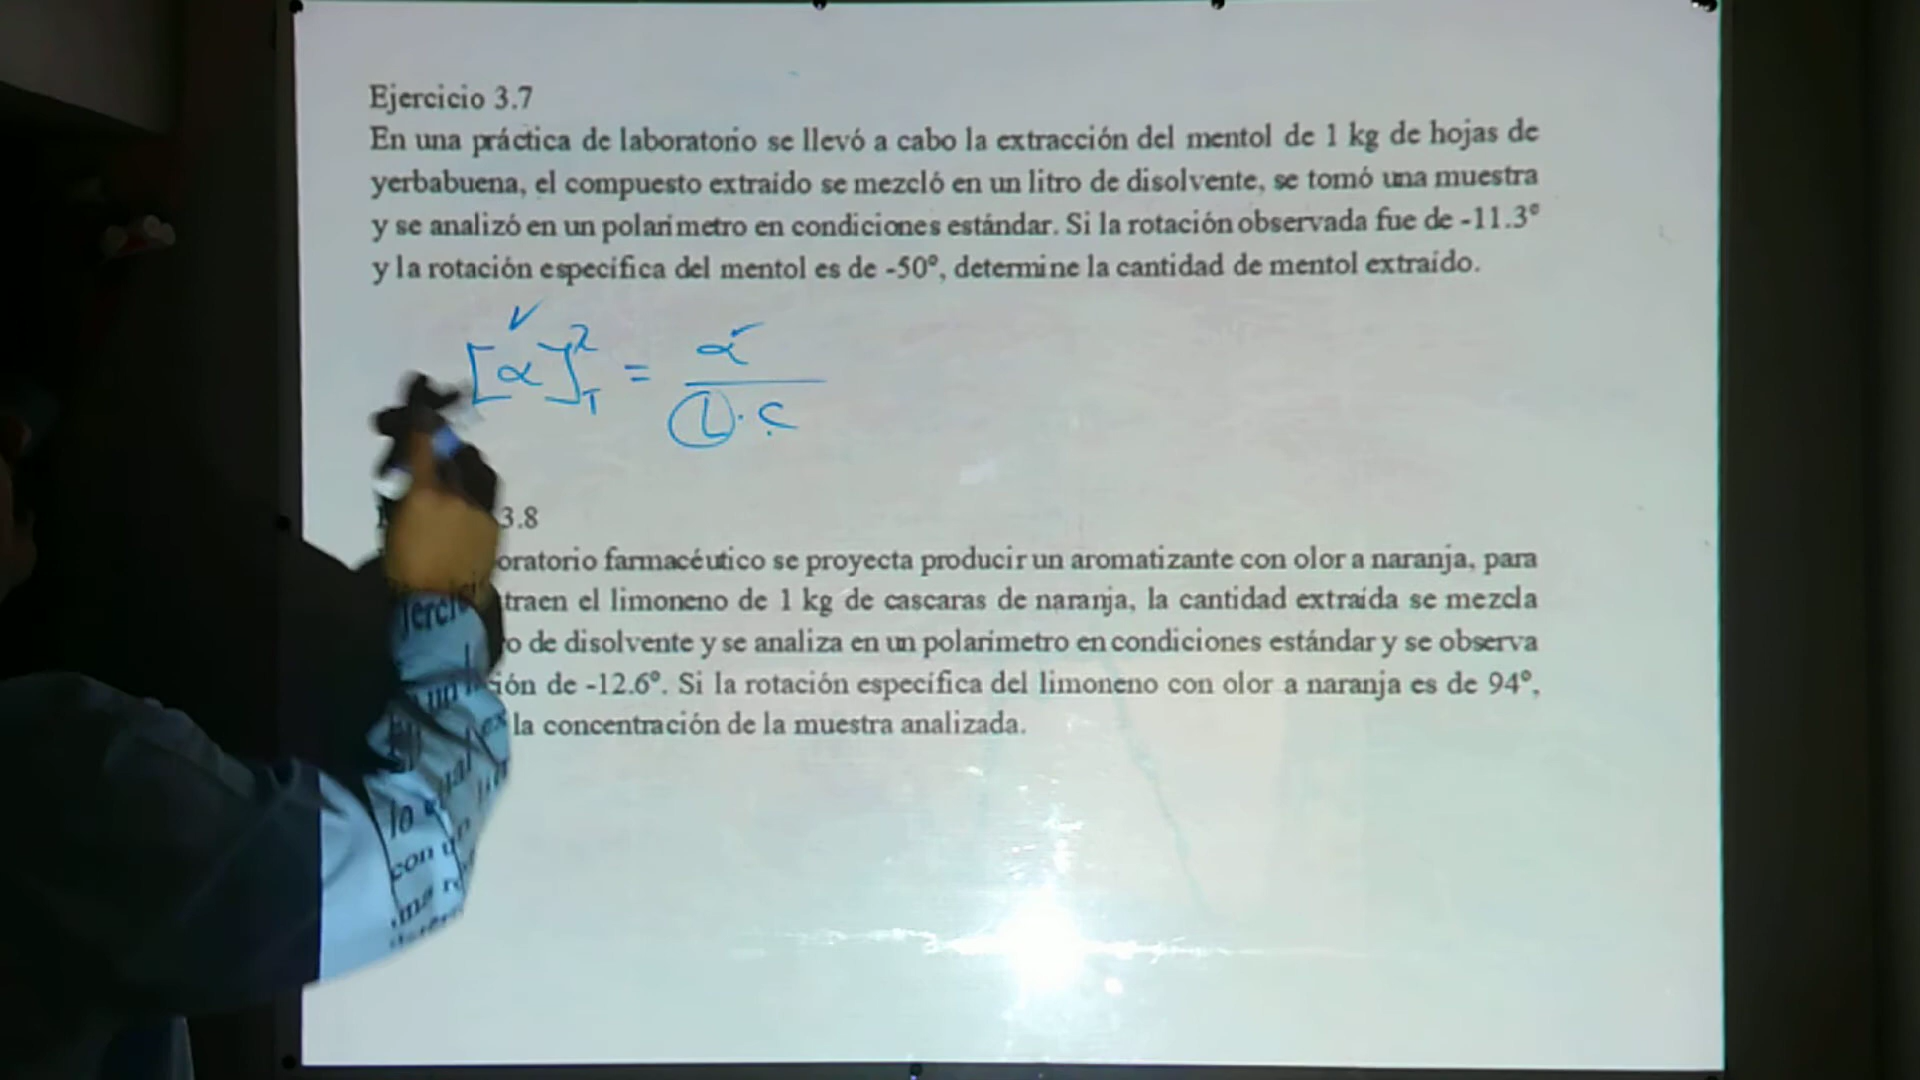 Ejercicio 3.7
En una práctica de laboratorio se llevó a cabo la extracción del mentol de 1 kg de hojas de
yerbabuena, el compuesto extraído se mezcló en un litro de disolvente, se tomó una muestra
y se analizó en un polarímetro en condiciones estándar. Si la rotación observada fue de -11.3°
y la rotación específica del mentol es de -50°, determine la cantidad de mentol extraído.
[α]λT = α / L · C
3.8
oratorio farmacéutico se proyecta producir un aromatizante con olor a naranja, para
traen el limoneno de 1 kg de cascaras de naranja, la cantidad extraída se mezcla
o de disolvente y se analiza en un polarímetro en condiciones estándar y se observa
ión de -12.6°. Si la rotación específica del limoneno con olor a naranja es de 94°,
la concentración de la muestra analizada.